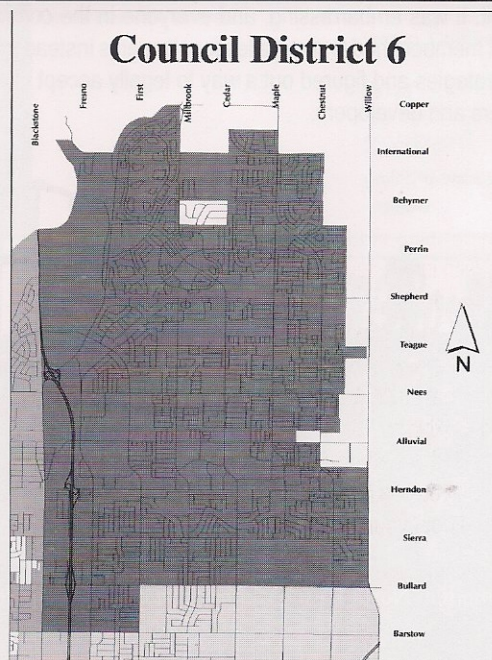 Council District 6
Blackstone
Fresno
First
Millbrook
Cedar
Maple
Chestnut
Willow
Copper
International
Behymer
Perrin
Shepherd
Teague
N
Nees
Alluvial
Herndon
Sierra
Bullard
Barstow